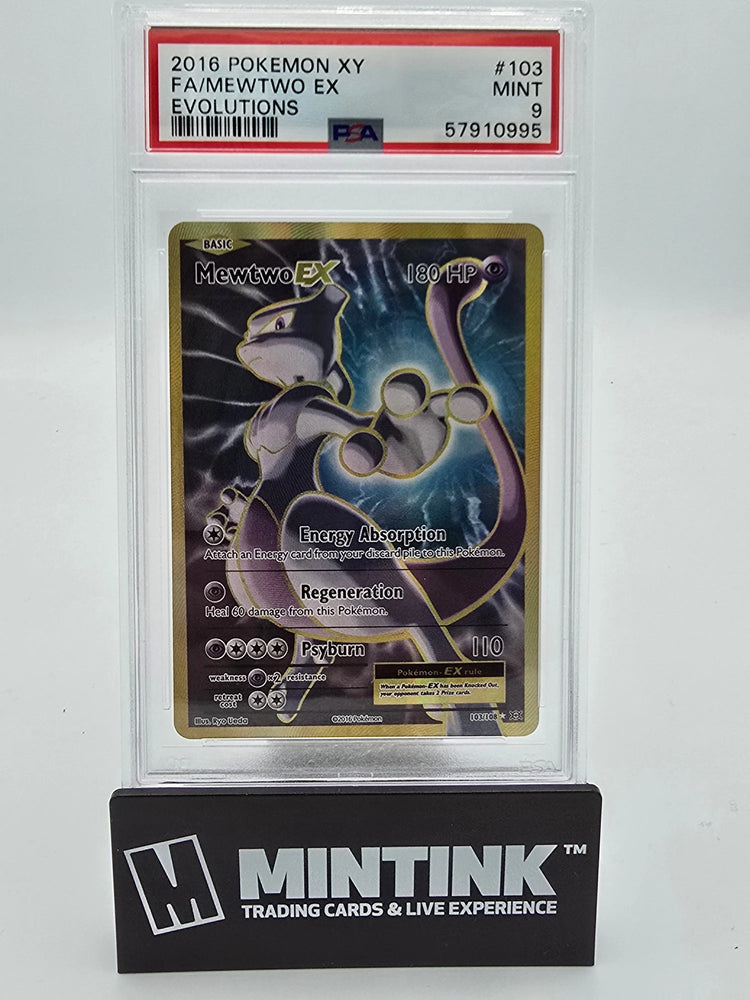 2016 POKEMON XY #103
FA/MEWTWO EX MINT
EVOLUTIONS 9
PSA 57910995
BASIC
MewtwoEX 180 HP
Energy Absorption
Attach an Energy card from your discard pile to this Pokémon.
Regeneration
Heal 60 damage from this Pokémon.
Psyburn 110
weakness ×2 resistance
retreat cost
Pokémon-EX rule
When a Pokémon-EX has been Knocked Out,
your opponent takes 2 Prize cards.
Illus. Ryo Ueda ©2016 Pokémon 103/108 ★ XY
PSA
M MINTINK™
TRADING CARDS & LIVE EXPERIENCE